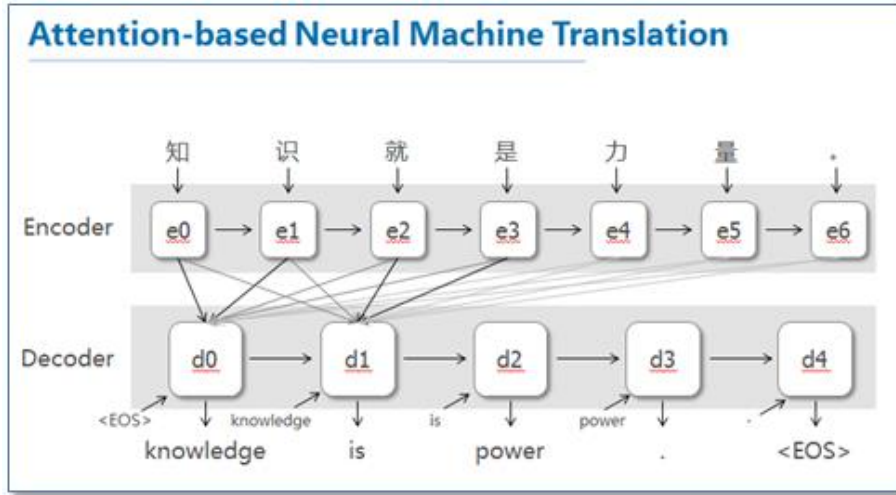 Attention-based Neural Machine Translation
知 识 就 是 力 量 。
Encoder e0 e1 e2 e3 e4 e5 e6
Decoder d0 d1 d2 d3 d4
<EOS> knowledge is power .
knowledge is power . <EOS>